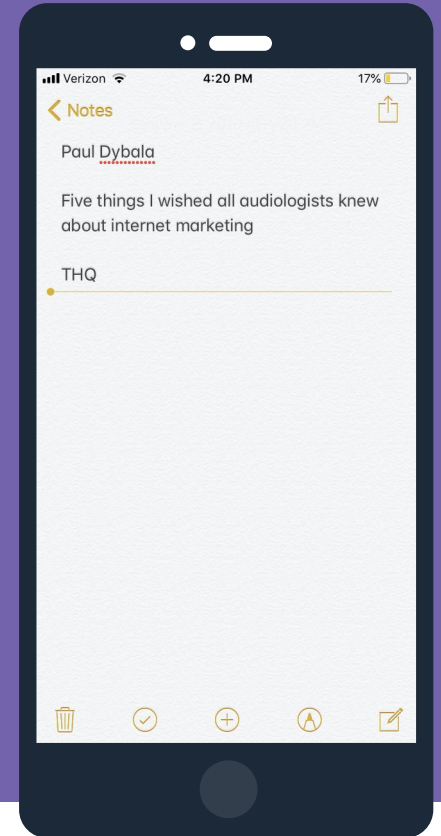 Verizon 4:20 PM 17%
Notes
Paul Dybala
Five things I wished all audiologists knew
about internet marketing
THQ